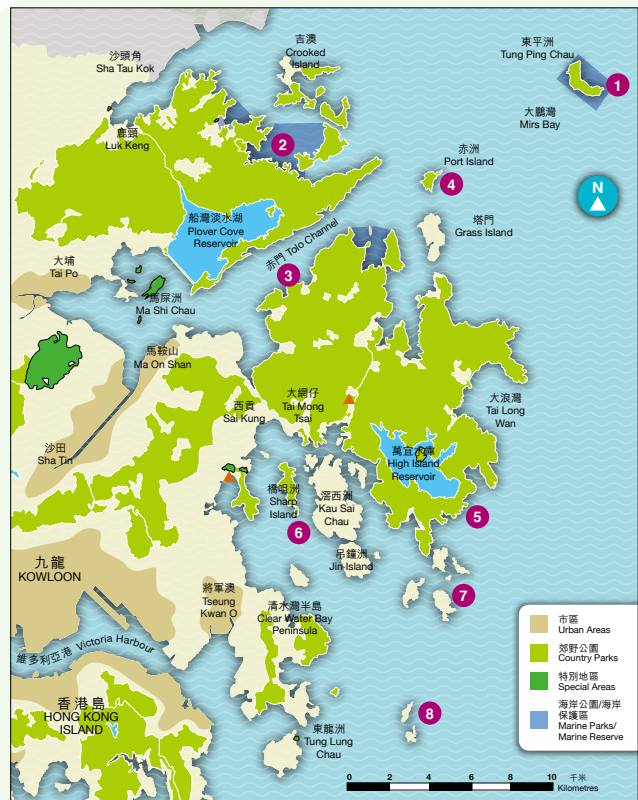 吉澳
Crooked
Island
沙頭角
Sha Tau Kok
東平洲
Tung Ping Chau
1
大鵬灣
Mirs Bay
鹿頸
Luk Keng
2
赤洲
Port Island
4
N
船灣淡水湖
Plover Cove
Reservoir
塔門
Grass Island
赤門 Tolo Channel
大埔
Tai Po
3
馬屎洲
Ma Shi Chau
馬鞍山
Ma On Shan
大網仔
Tai Mong
Tsai
西貢
Sai Kung
大浪灣
Tai Long
Wan
沙田
Sha Tin
萬宜水庫
High Island
Reservoir
橋咀洲
Sharp
Island
滘西洲
Kau Sai
Chau
5
6
吊鐘洲
Jin Island
九龍
KOWLOON
將軍澳
Tseung
Kwan O
7
清水灣半島
Clear Water Bay
Peninsula
維多利亞港 Victoria Harbour
香港島
HONG KONG
ISLAND
8
東龍洲
Tung Lung
Chau
市區
Urban Areas
郊野公園
Country Parks
特別地區
Special Areas
海岸公園/海岸
保護區
Marine Parks/
Marine Reserve
0 2 4 6 8 10 千米
Kilometres